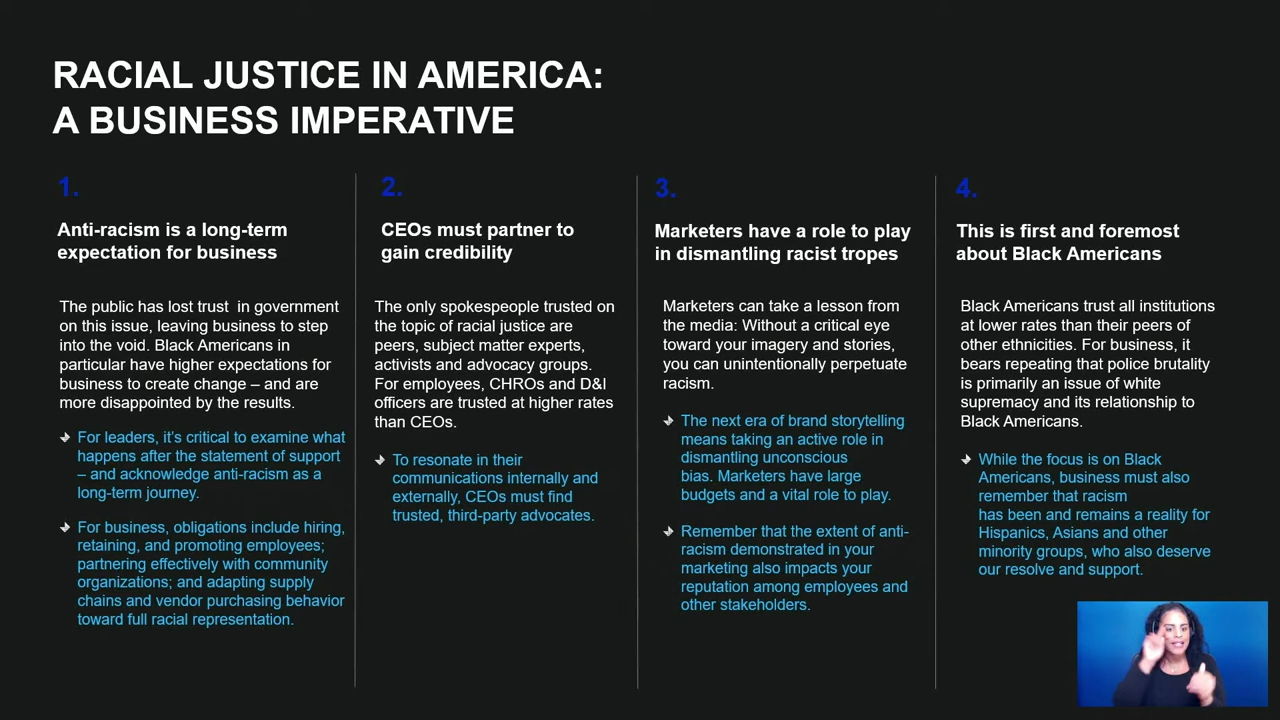 RACIAL JUSTICE IN AMERICA:
A BUSINESS IMPERATIVE
1.
Anti-racism is a long-term
expectation for business
The public has lost trust in government
on this issue, leaving business to step
into the void. Black Americans in
particular have higher expectations for
business to create change – and are
more disappointed by the results.
For leaders, it's critical to examine what
happens after the statement of support
– and acknowledge anti-racism as a
long-term journey.
For business, obligations include hiring,
retaining, and promoting employees;
partnering effectively with community
organizations; and adapting supply
chains and vendor purchasing behavior
toward full racial representation.
2.
CEOs must partner to
gain credibility
The only spokespeople trusted on
the topic of racial justice are
peers, subject matter experts,
activists and advocacy groups.
For employees, CHROs and D&I
officers are trusted at higher rates
than CEOs.
To resonate in their
communications internally and
externally, CEOs must find
trusted, third-party advocates.
3.
Marketers have a role to play
in dismantling racist tropes
Marketers can take a lesson from
the media: Without a critical eye
toward your imagery and stories,
you can unintentionally perpetuate
racism.
The next era of brand storytelling
means taking an active role in
dismantling unconscious
bias. Marketers have large
budgets and a vital role to play.
Remember that the extent of anti-
racism demonstrated in your
marketing also impacts your
reputation among employees and
other stakeholders.
4.
This is first and foremost
about Black Americans
Black Americans trust all institutions
at lower rates than their peers of
other ethnicities. For business, it
bears repeating that police brutality
is primarily an issue of white
supremacy and its relationship to
Black Americans.
While the focus is on Black
Americans, business must also
remember that racism
has been and remains a reality for
Hispanics, Asians and other
minority groups, who also deserve
our resolve and support.